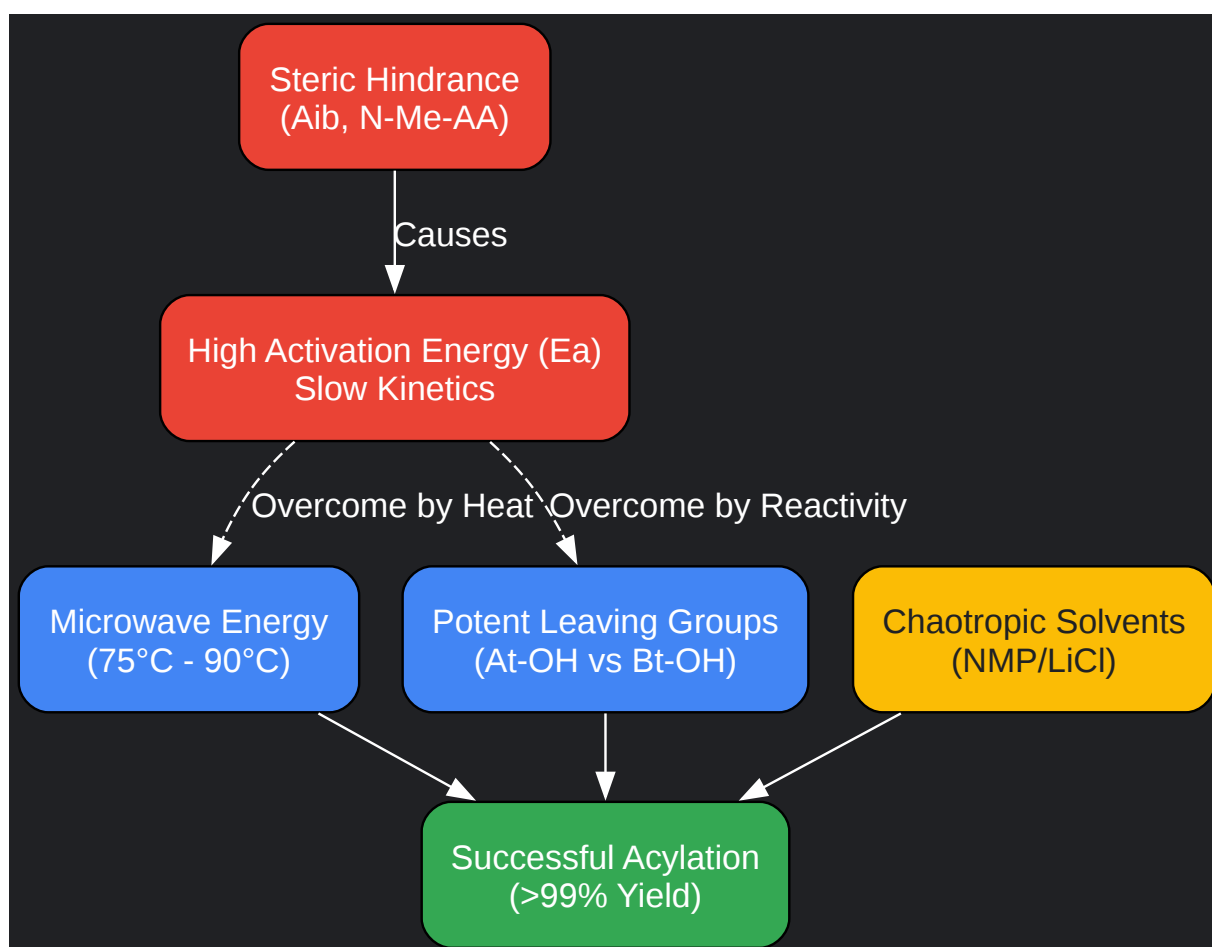 Steric Hindrance
(Aib, N-Me-AA)
Causes
High Activation Energy (Ea)
Slow Kinetics
Overcome by Heat
Overcome by Reactivity
Microwave Energy
(75°C - 90°C)
Potent Leaving Groups
(At-OH vs Bt-OH)
Chaotropic Solvents
(NMP/LiCl)
Successful Acylation
(>99% Yield)